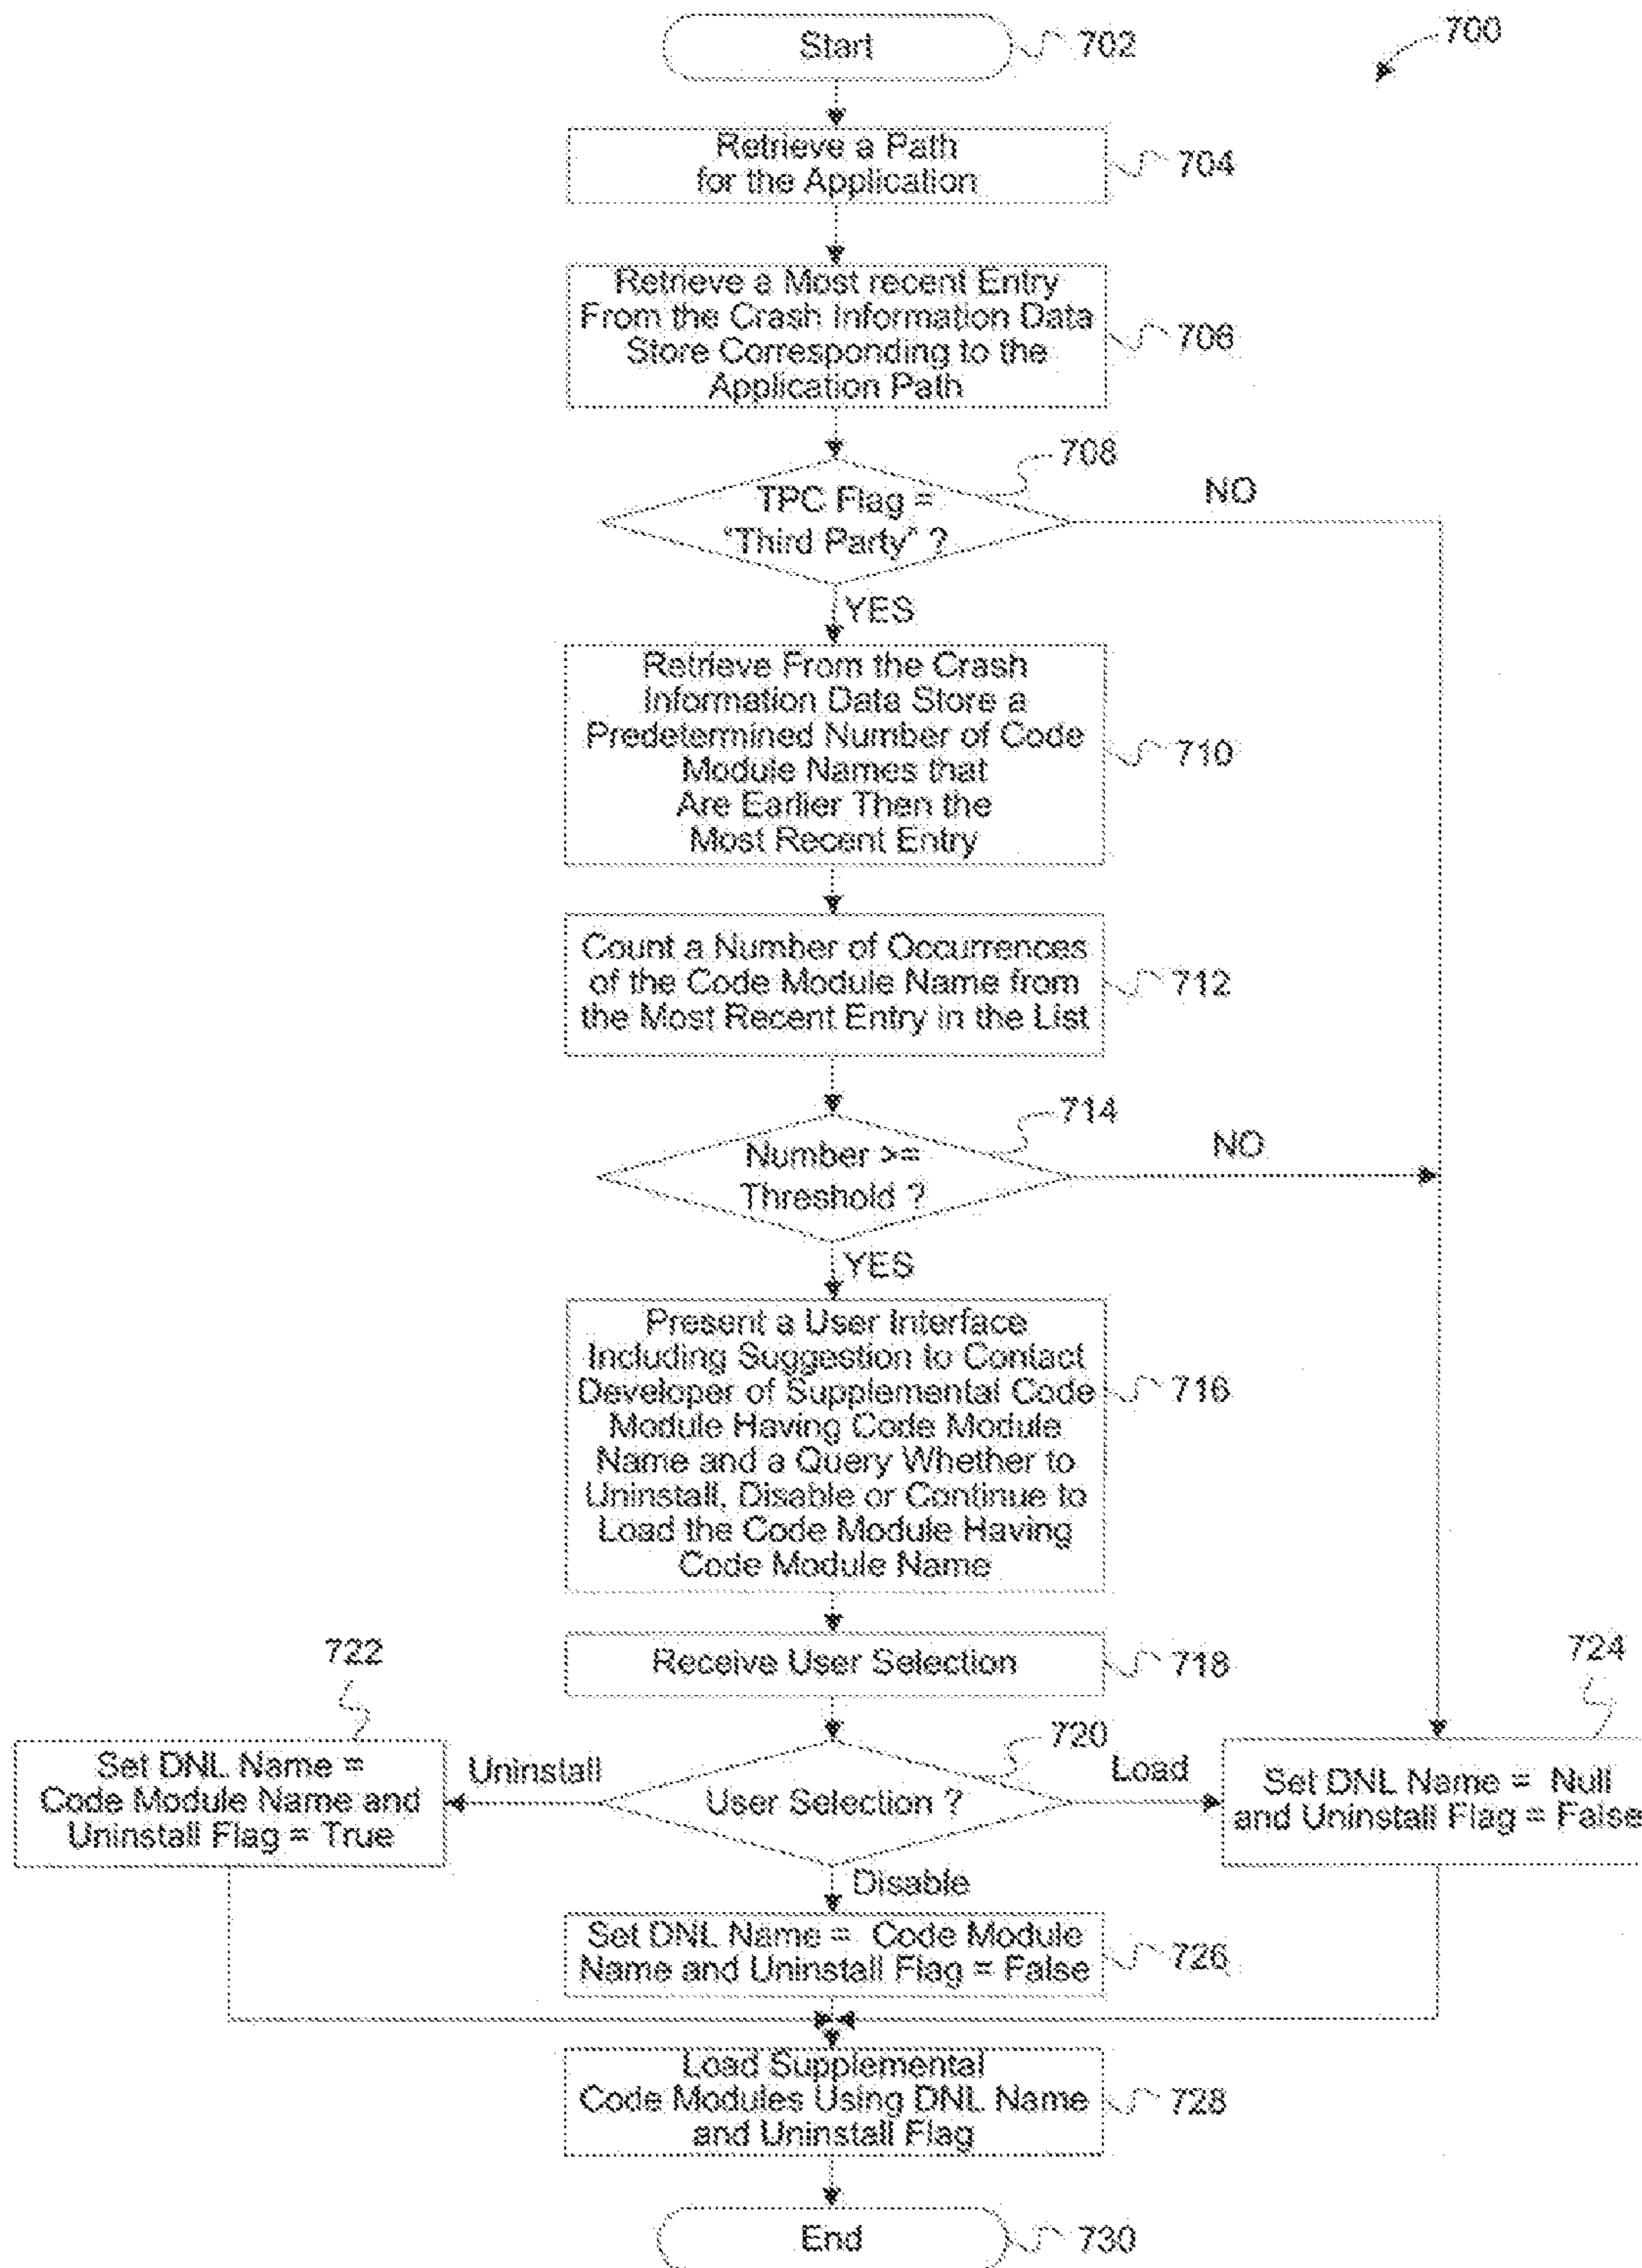 700
Start
702
Retrieve a Path
for the Application
704
Retrieve a Most recent Entry
From the Crash Information Data
Store Corresponding to the
Application Path
706
708
TPC Flag =
"Third Party" ?
NO
YES
Retrieve From the Crash
Information Data Store a
Predetermined Number of Code
Module Names that
Are Earlier Then the
Most Recent Entry
710
Count a Number of Occurrences
of the Code Module Name from
the Most Recent Entry in the List
712
714
Number >=
Threshold ?
NO
YES
Present a User Interface
Including Suggestion to Contact
Developer of Supplemental Code
Module Having Code Module
Name and a Query Whether to
Uninstall, Disable or Continue to
Load the Code Module Having
Code Module Name
716
Receive User Selection
718
720
User Selection ?
Uninstall
Load
Disable
722
Set DNL Name =
Code Module Name and
Uninstall Flag = True
724
Set DNL Name = Null
and Uninstall Flag = False
Set DNL Name = Code Module
Name and Uninstall Flag = False
726
Load Supplemental
Code Modules Using DNL Name
and Uninstall Flag
728
End
730